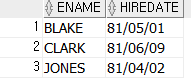 ENAME HIREDATE
1 BLAKE 81/05/01
2 CLARK 81/06/09
3 JONES 81/04/02